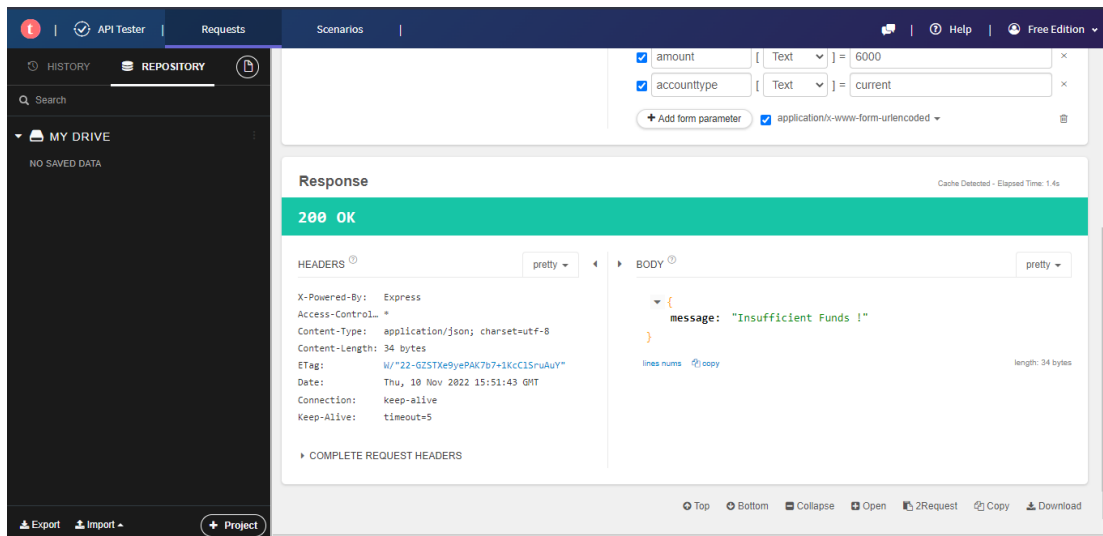 t | API Tester | Requests Scenarios | | Help | Free Edition
HISTORY REPOSITORY
Search
MY DRIVE
NO SAVED DATA
amount [ Text ] = 6000 ×
accounttype [ Text ] = current ×
+ Add form parameter application/x-www-form-urlencoded
Response Cache Detected - Elapsed Time: 1.4s
200 OK
HEADERS ? pretty
X-Powered-By: Express
Access-Control… *
Content-Type: application/json; charset=utf-8
Content-Length: 34 bytes
ETag: W/"22-GZSTXe9yePAK7b7+1KcClSruAuY"
Date: Thu, 10 Nov 2022 15:51:43 GMT
Connection: keep-alive
Keep-Alive: timeout=5
COMPLETE REQUEST HEADERS
BODY ? pretty
{
message: "Insufficient Funds !"
}
lines nums copy length: 34 bytes
Top Bottom Collapse Open 2Request Copy Download
Export Import + Project